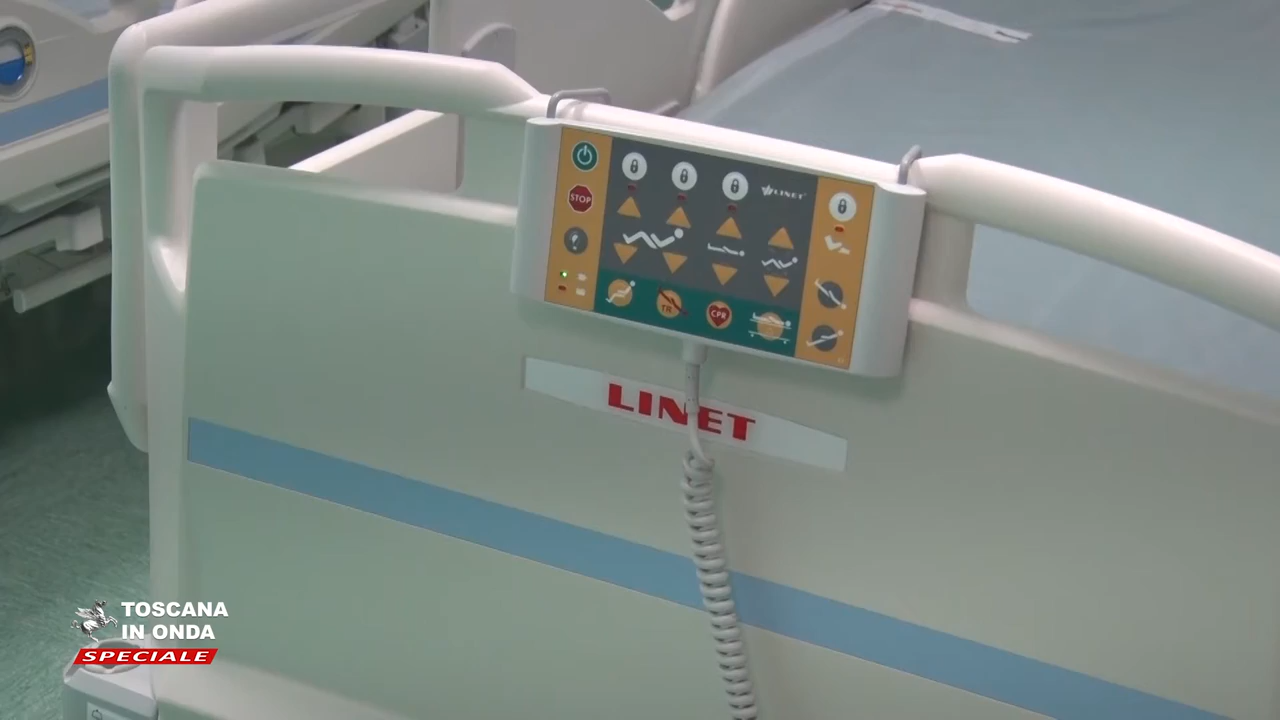 STOP
LINET
TR
CPR
LINET
TOSCANA
IN ONDA
SPECIALE